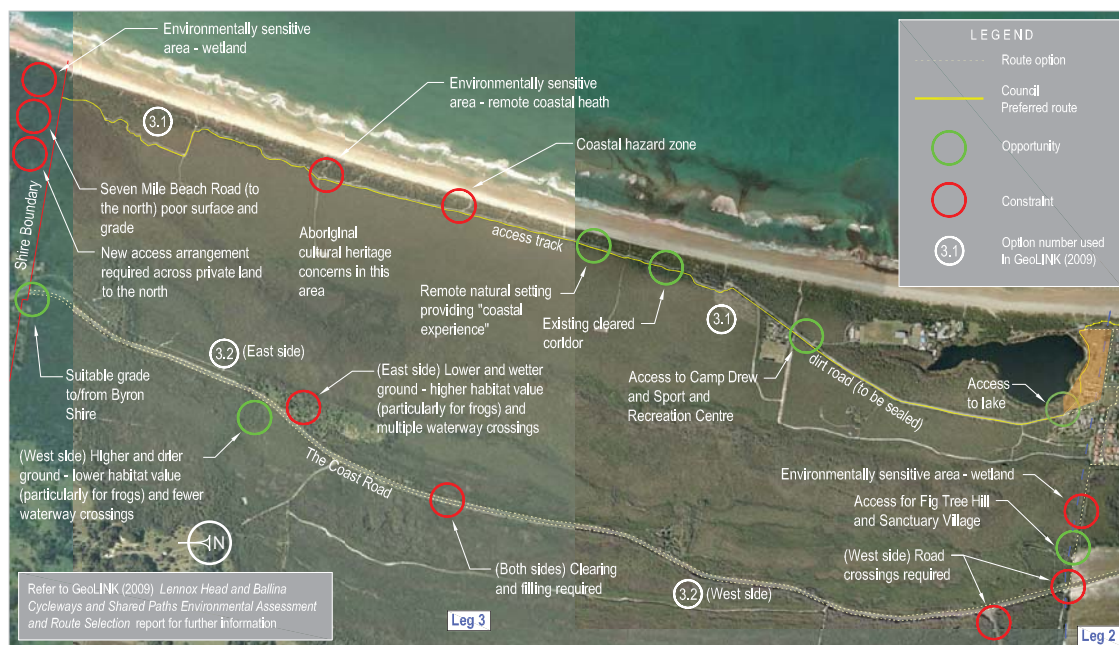 Environmentally sensitive
area - wetland
3.1
Environmentally sensitive
area - remote coastal heath
Coastal hazard zone
LEGEND
Route option
Council
Preferred route
Opportunity
Constraint
3.1
Option number used
in GeoLINK (2009)
Shire Boundary
Seven Mile Beach Road (to
the north) poor surface and
grade
New access arrangement
required across private land
to the north
Aboriginal
cultural heritage
concerns in this
area
access track
Remote natural setting
providing "coastal
experience"
Existing cleared
corridor
3.1
Access to Camp Drew
and Sport and
Recreation Centre
dirt road (to be sealed)
Access
to lake
3.2
(East side)
Suitable grade
to/from Byron
Shire
(East side) Lower and wetter
ground - higher habitat value
(particularly for frogs) and
multiple waterway crossings
(West side) Higher and drier
ground - lower habitat value
(particularly for frogs) and fewer
waterway crossings
The Coast Road
N
Environmentally sensitive area - wetland
Access for Fig Tree Hill
and Sanctuary Village
(West side) Road
crossings required
(Both sides) Clearing
and filling required
3.2
(West side)
Refer to GeoLINK (2009) Lennox Head and Ballina
Cycleways and Shared Paths Environmental Assessment
and Route Selection report for further information
Leg 3
Leg 2